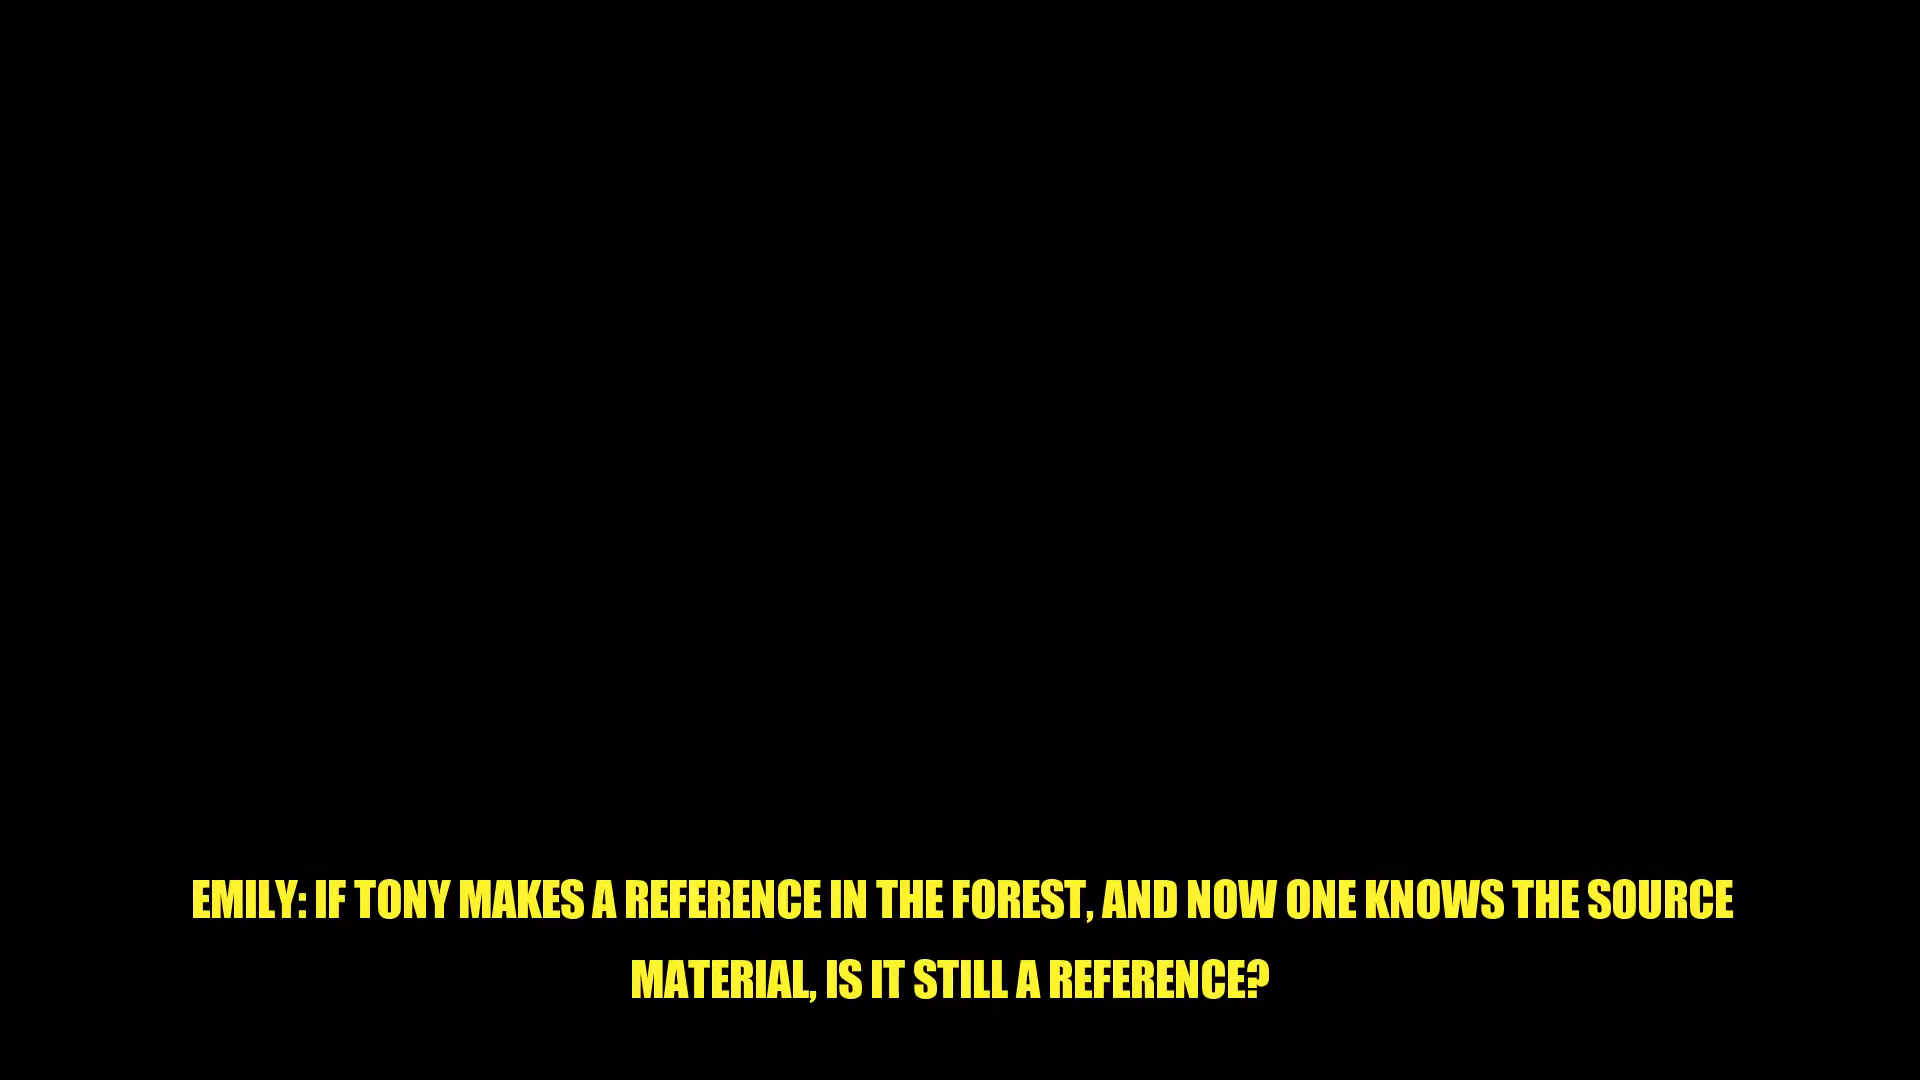 EMILY: IF TONY MAKES A REFERENCE IN THE FOREST, AND NOW ONE KNOWS THE SOURCE
MATERIAL, IS IT STILL A REFERENCE?